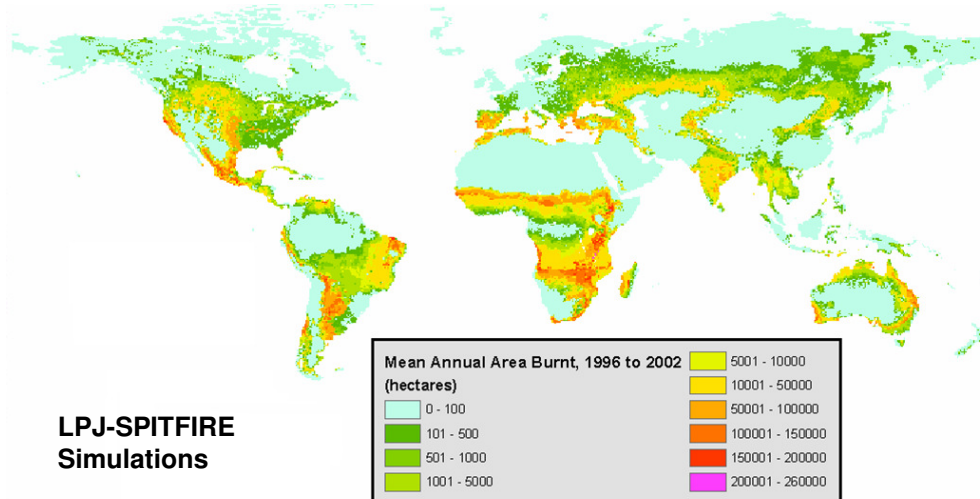 Mean Annual Area Burnt, 1996 to 2002
(hectares)
0 - 100
101 - 500
501 - 1000
1001 - 5000
5001 - 10000
10001 - 50000
50001 - 100000
100001 - 150000
150001 - 200000
200001 - 260000
LPJ-SPITFIRE
Simulations